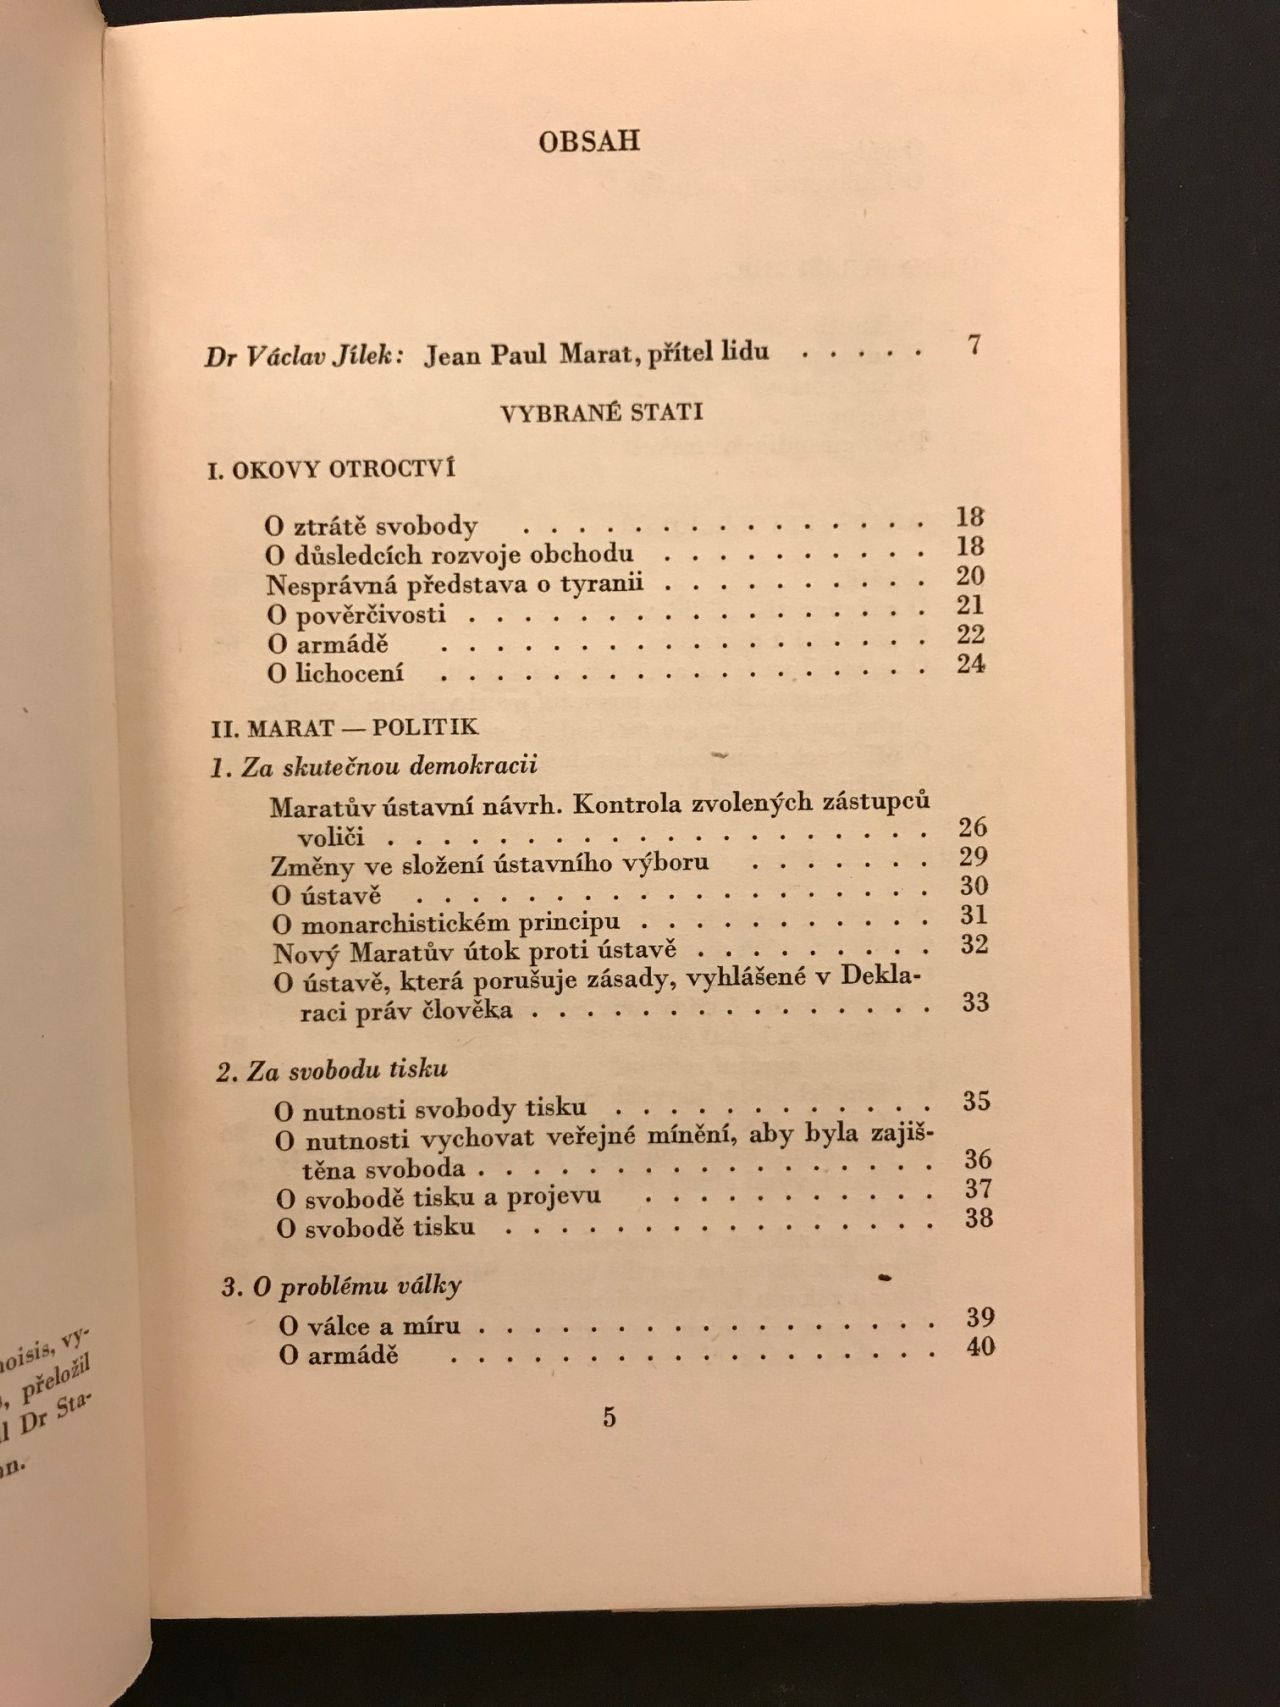 OBSAH
Dr Václav Jílek: Jean Paul Marat, přítel lidu . . . . . 7
VYBRANÉ STATI
I. OKOVY OTROCTVÍ
O ztrátě svobody . . . . . . . . . . . . . . . 18
O důsledcích rozvoje obchodu . . . . . . . . . . 18
Nesprávná představa o tyranii . . . . . . . . . . 20
O pověrčivosti . . . . . . . . . . . . . . . . . 21
O armádě . . . . . . . . . . . . . . . . . . 22
O lichocení . . . . . . . . . . . . . . . . . . 24
II. MARAT — POLITIK
1. Za skutečnou demokracii
Maratův ústavní návrh. Kontrola zvolených zástupců
voliči . . . . . . . . . . . . . . . . . . . . 26
Změny ve složení ústavního výboru . . . . . . . 29
O ústavě . . . . . . . . . . . . . . . . . . . 30
O monarchistickém principu . . . . . . . . . . . 31
Nový Maratův útok proti ústavě . . . . . . . . . 32
O ústavě, která porušuje zásady, vyhlášené v Dekla-
raci práv člověka . . . . . . . . . . . . . . . 33
2. Za svobodu tisku
O nutnosti svobody tisku . . . . . . . . . . . . 35
O nutnosti vychovat veřejné mínění, aby byla zajiš-
těna svoboda . . . . . . . . . . . . . . . . . 36
O svobodě tisku a projevu . . . . . . . . . . . 37
O svobodě tisku . . . . . . . . . . . . . . . . 38
3. O problému války
O válce a míru . . . . . . . . . . . . . . . . . 39
O armádě . . . . . . . . . . . . . . . . . . 40
5
vy-
přeložil
Dr Sta-